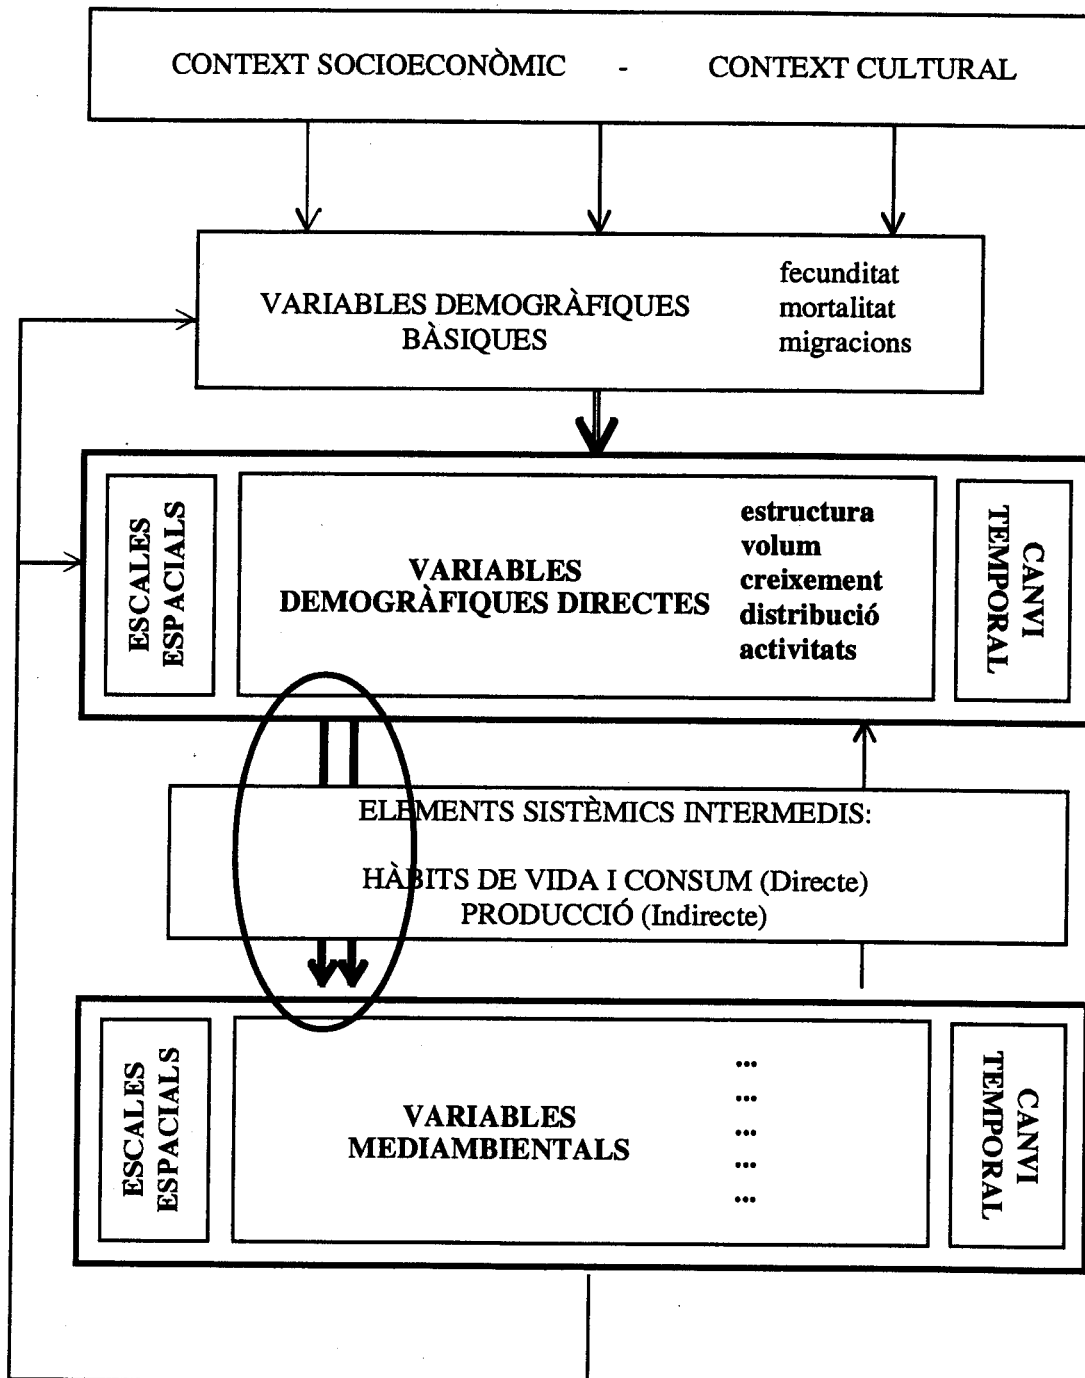 CONTEXT SOCIOECONÒMIC - CONTEXT CULTURAL
VARIABLES DEMOGRÀFIQUES
BÀSIQUES
fecunditat
mortalitat
migracions
ESCALES
ESPACIALS
VARIABLES
DEMOGRÀFIQUES DIRECTES
estructura
volum
creixement
distribució
activitats
CANVI
TEMPORAL
ELEMENTS SISTÈMICS INTERMEDIS:
HÀBITS DE VIDA I CONSUM (Directe)
PRODUCCIÓ (Indirecte)
ESCALES
ESPACIALS
VARIABLES
MEDIAMBIENTALS
...
...
...
...
...
CANVI
TEMPORAL